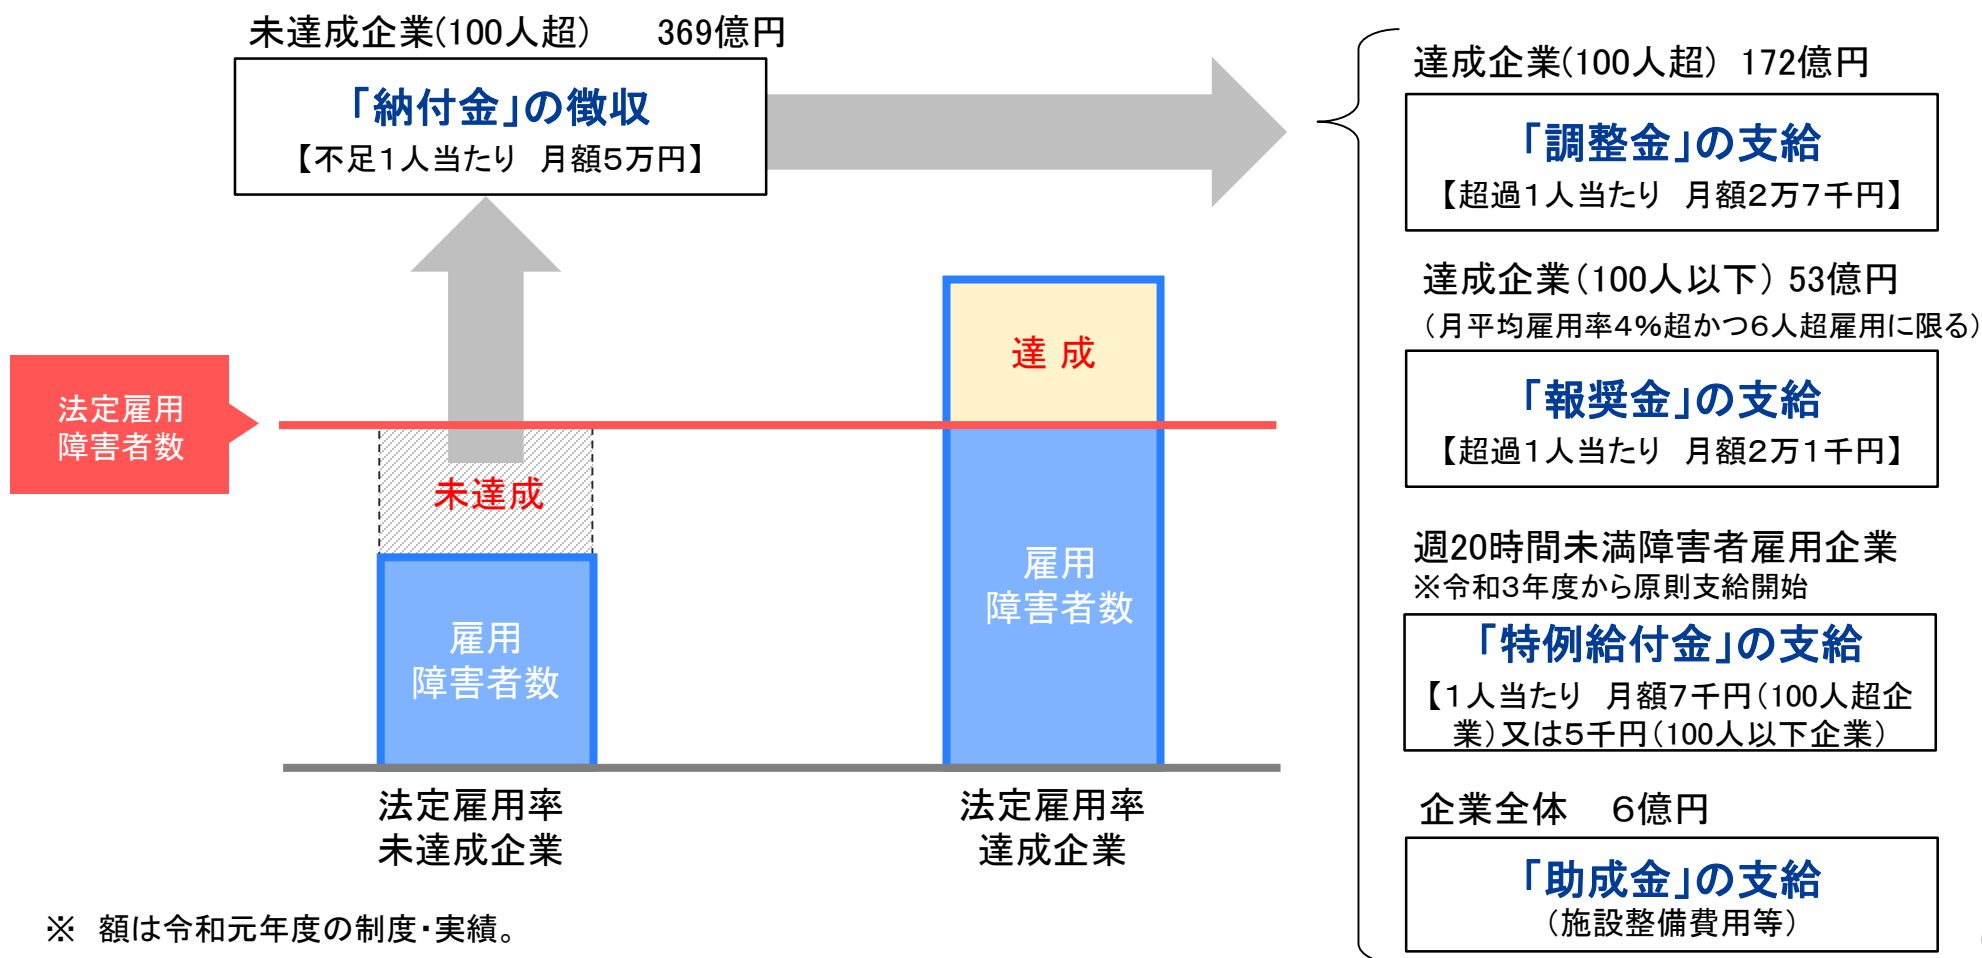 未達成企業(100人超)　369億円
「納付金」の徴収
【不足１人当たり　月額５万円】
達成企業(100人超) 172億円
「調整金」の支給
【超過１人当たり　月額２万７千円】
達成企業(100人以下) 53億円
（月平均雇用率４％超かつ６人超雇用に限る）
「報奨金」の支給
【超過１人当たり　月額２万１千円】
週20時間未満障害者雇用企業
※令和３年度から原則支給開始
「特例給付金」の支給
【１人当たり　月額７千円（100人超企
業）又は５千円（100人以下企業）
企業全体　６億円
「助成金」の支給
（施設整備費用等）
法定雇用
障害者数
達 成
未達成
雇用
障害者数
雇用
障害者数
法定雇用率
未達成企業
法定雇用率
達成企業
※　額は令和元年度の制度・実績。